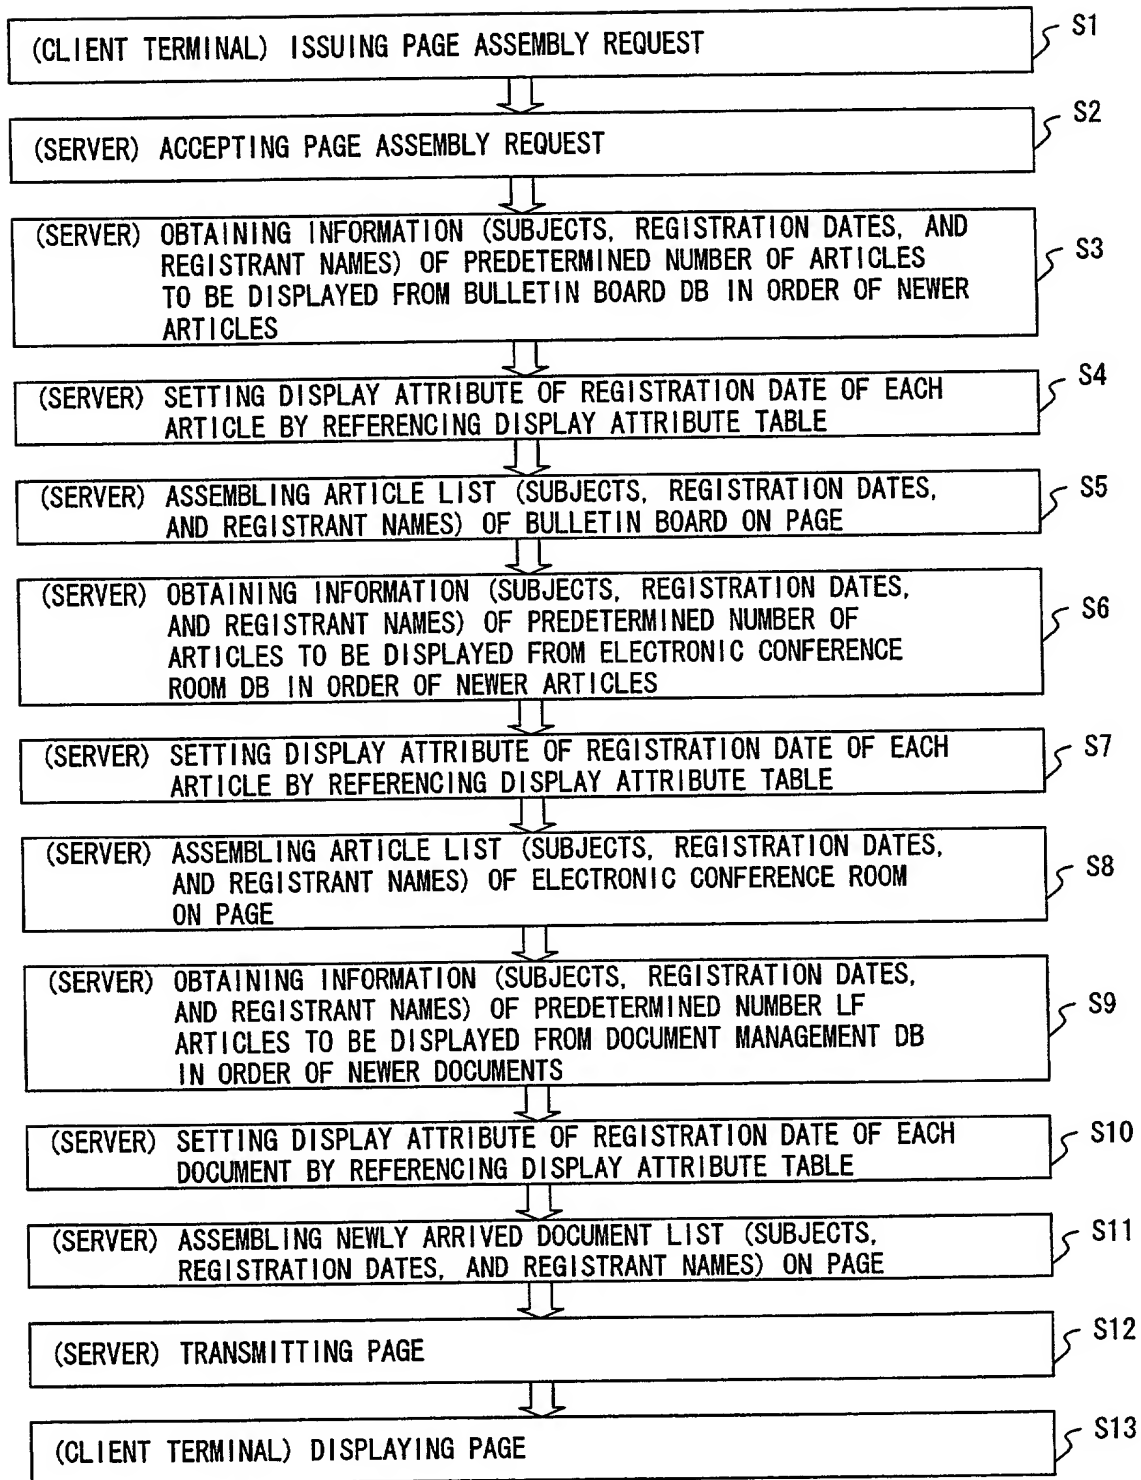 (CLIENT TERMINAL) ISSUING PAGE ASSEMBLY REQUEST
S1
(SERVER) ACCEPTING PAGE ASSEMBLY REQUEST
S2
(SERVER) OBTAINING INFORMATION (SUBJECTS, REGISTRATION DATES, AND
REGISTRANT NAMES) OF PREDETERMINED NUMBER OF ARTICLES
TO BE DISPLAYED FROM BULLETIN BOARD DB IN ORDER OF NEWER
ARTICLES
S3
(SERVER) SETTING DISPLAY ATTRIBUTE OF REGISTRATION DATE OF EACH
ARTICLE BY REFERENCING DISPLAY ATTRIBUTE TABLE
S4
(SERVER) ASSEMBLING ARTICLE LIST (SUBJECTS, REGISTRATION DATES,
AND REGISTRANT NAMES) OF BULLETIN BOARD ON PAGE
S5
(SERVER) OBTAINING INFORMATION (SUBJECTS, REGISTRATION DATES,
AND REGISTRANT NAMES) OF PREDETERMINED NUMBER OF
ARTICLES TO BE DISPLAYED FROM ELECTRONIC CONFERENCE
ROOM DB IN ORDER OF NEWER ARTICLES
S6
(SERVER) SETTING DISPLAY ATTRIBUTE OF REGISTRATION DATE OF EACH
ARTICLE BY REFERENCING DISPLAY ATTRIBUTE TABLE
S7
(SERVER) ASSEMBLING ARTICLE LIST (SUBJECTS, REGISTRATION DATES,
AND REGISTRANT NAMES) OF ELECTRONIC CONFERENCE ROOM
ON PAGE
S8
(SERVER) OBTAINING INFORMATION (SUBJECTS, REGISTRATION DATES,
AND REGISTRANT NAMES) OF PREDETERMINED NUMBER LF
ARTICLES TO BE DISPLAYED FROM DOCUMENT MANAGEMENT DB
IN ORDER OF NEWER DOCUMENTS
S9
(SERVER) SETTING DISPLAY ATTRIBUTE OF REGISTRATION DATE OF EACH
DOCUMENT BY REFERENCING DISPLAY ATTRIBUTE TABLE
S10
(SERVER) ASSEMBLING NEWLY ARRIVED DOCUMENT LIST (SUBJECTS,
REGISTRATION DATES, AND REGISTRANT NAMES) ON PAGE
S11
(SERVER) TRANSMITTING PAGE
S12
(CLIENT TERMINAL) DISPLAYING PAGE
S13